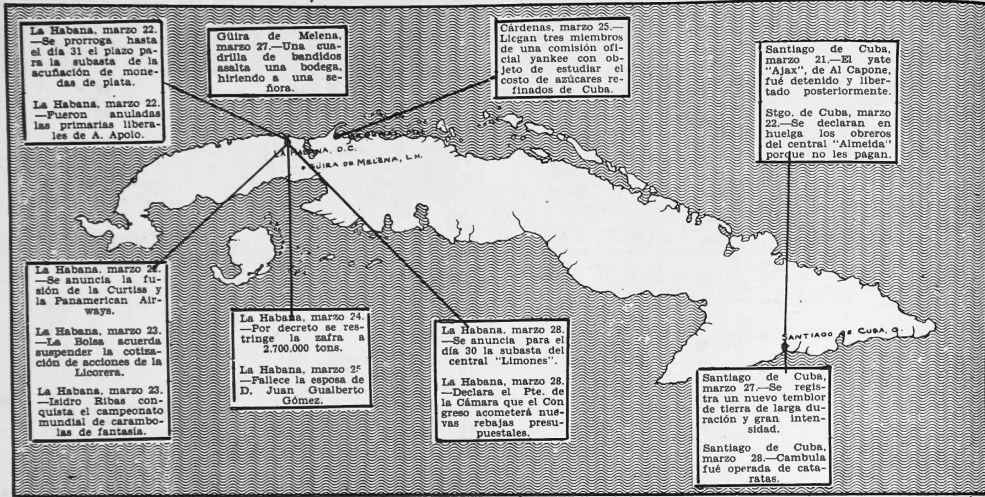 La Habana, marzo 22.
—Se prorroga hasta
el día 31 el plazo pa-
ra la subasta de la
acuñación de mone-
das de plata.
La Habana, marzo 22.
—Fueron anuladas
las primarias libera-
les de A. Apolo.
Güira de Melena,
marzo 27.—Una cua-
drilla de bandidos
asalta una bodega,
hiriendo a una se-
ñora.
Cárdenas, marzo 25.—
Llegan tres miembros
de una comisión ofi-
cial yankee con ob-
jeto de estudiar el
costo de azúcares re-
finados de Cuba.
Santiago de Cuba,
marzo 21.—El yate
"Ajax", de Al Capone,
fué detenido y liber-
tado posteriormente.
Stgo. de Cuba, marzo
22.—Se declaran en
huelga los obreros
del central "Almeida"
porque no les pagan.
LA HABANA, D.C.
GÜIRA DE MELENA, L.H.
La Habana, marzo
—Se anuncia la fu-
sión de la Curtiss y
la Panamerican Air-
ways.
La Habana, marzo 23.
—La Bolsa acuerda
suspender la cotiza-
ción de acciones de la
Licorera.
La Habana, marzo 23.
—Isidro Ribas con-
quista el campeonato
mundial de carambo-
las de fantasía.
La Habana, marzo 24.
—Por decreto se res-
tringe la zafra a
2.700.000 tons.
La Habana, marzo 25
—Fallece la esposa de
D. Juan Gualberto
Gómez.
La Habana, marzo 28.
—Se anuncia para el
día 30 la subasta del
central "Limones".
La Habana, marzo 28.
—Declara el Pte. de
la Cámara que el Con
greso acometerá nue-
vas rebajas presu-
puestales.
SANTIAGO DE CUBA, O.
Santiago de Cuba,
marzo 27.—Se regis-
tra un nuevo temblor
de tierra de larga du-
ración y gran inten-
sidad.
Santiago de Cuba,
marzo 28.—Cambula
fué operada de cata-
ratas.